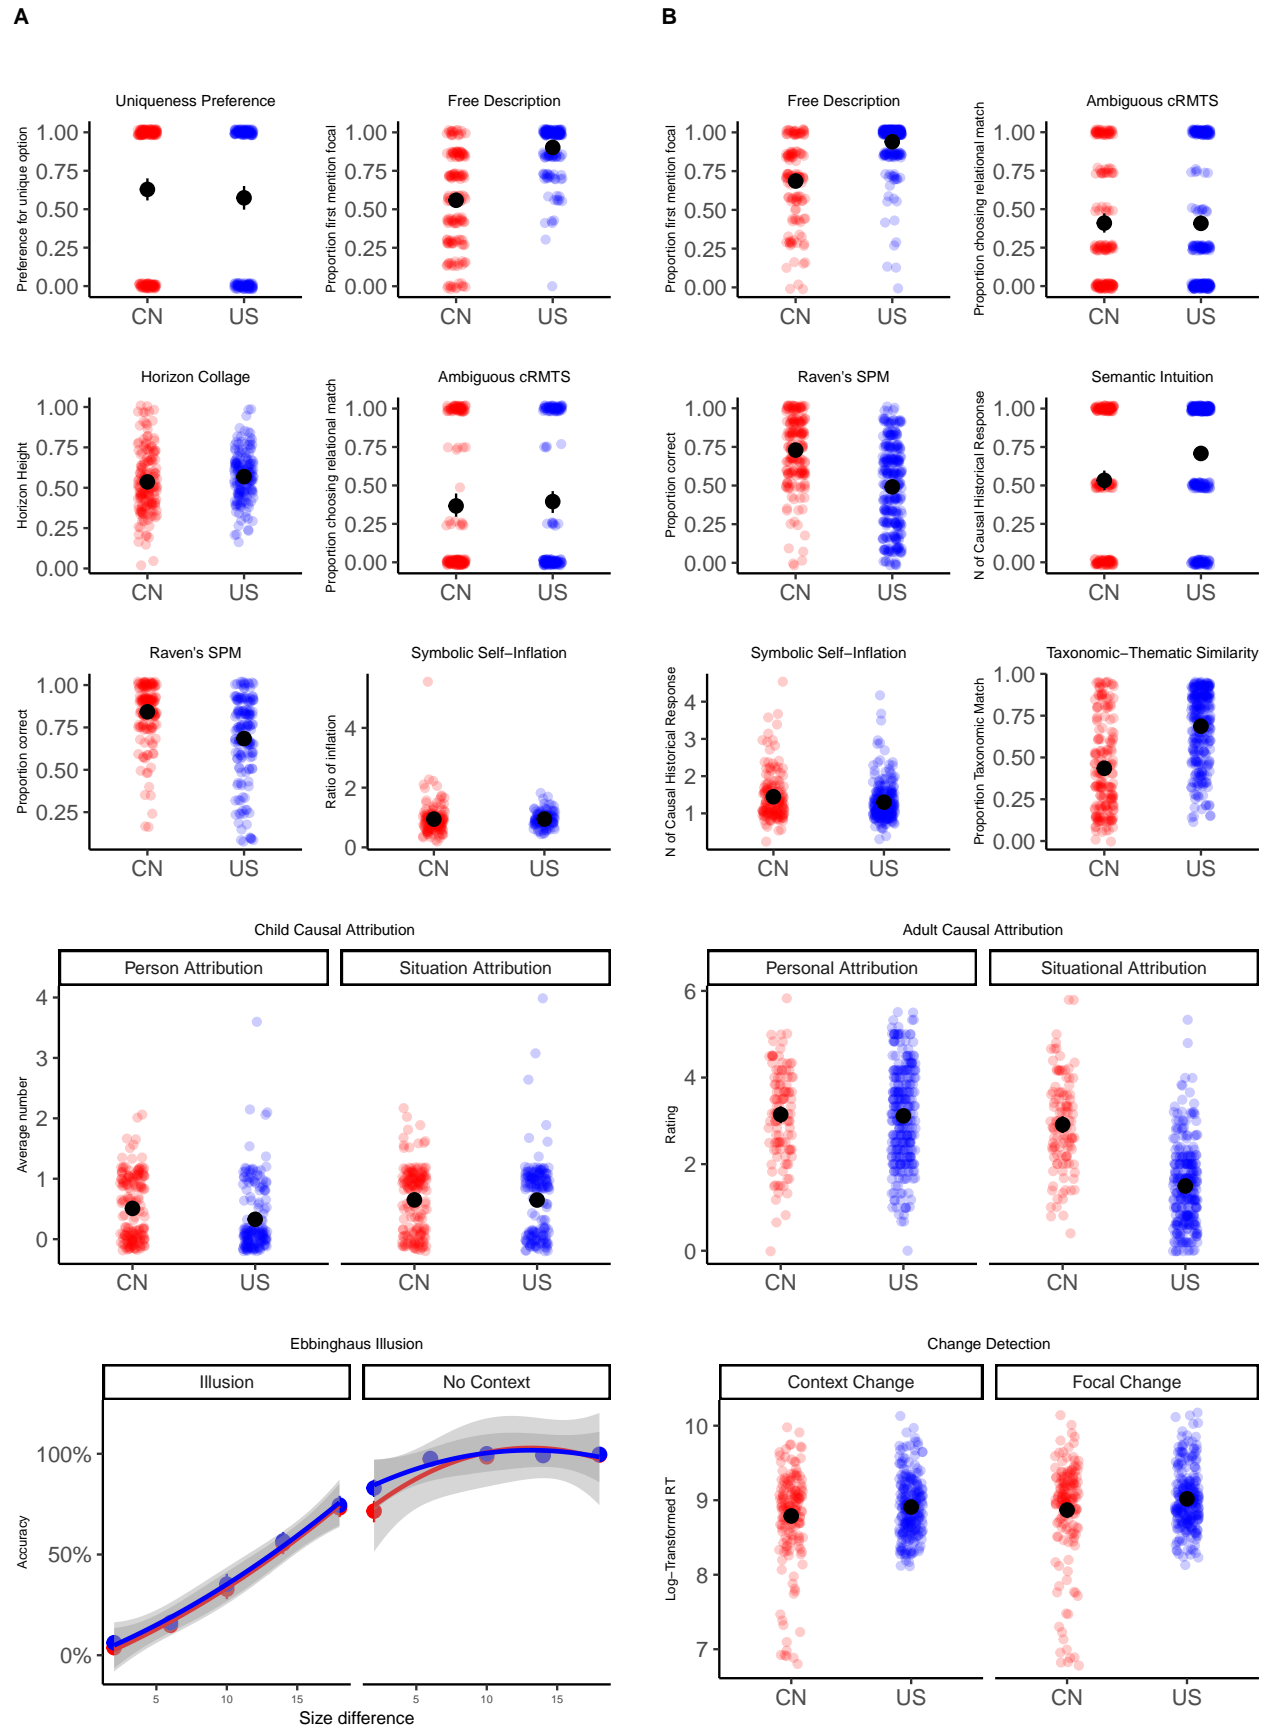 A
B
Uniqueness Preference
Preference for unique option
1.00
0.75
0.50
0.25
0.00
CN
US
Free Description
Proportion first mention focal
1.00
0.75
0.50
0.25
0.00
CN
US
Free Description
Proportion first mention focal
1.00
0.75
0.50
0.25
0.00
CN
US
Ambiguous cRMTS
Proportion choosing relational match
1.00
0.75
0.50
0.25
0.00
CN
US
Horizon Collage
Horizon Height
1.00
0.75
0.50
0.25
0.00
CN
US
Ambiguous cRMTS
Proportion choosing relational match
1.00
0.75
0.50
0.25
0.00
CN
US
Raven's SPM
Proportion correct
1.00
0.75
0.50
0.25
0.00
CN
US
Semantic Intuition
N of Causal Historical Response
1.00
0.75
0.50
0.25
0.00
CN
US
Raven's SPM
Proportion correct
1.00
0.75
0.50
0.25
CN
US
Symbolic Self−Inflation
Ratio of inflation
4
2
0
CN
US
Symbolic Self−Inflation
N of Causal Historical Response
4
3
2
1
CN
US
Taxonomic−Thematic Similarity
Proportion Taxonomic Match
1.00
0.75
0.50
0.25
0.00
CN
US
Child Causal Attribution
Person Attribution
Situation Attribution
Average number
4
3
2
1
0
CN
US
CN
US
Adult Causal Attribution
Personal Attribution
Situational Attribution
Rating
6
4
2
0
CN
US
CN
US
Ebbinghaus Illusion
Illusion
No Context
Accuracy
100%
50%
0%
5
10
15
5
10
15
Size difference
Change Detection
Context Change
Focal Change
Log−Transformed RT
10
9
8
7
CN
US
CN
US